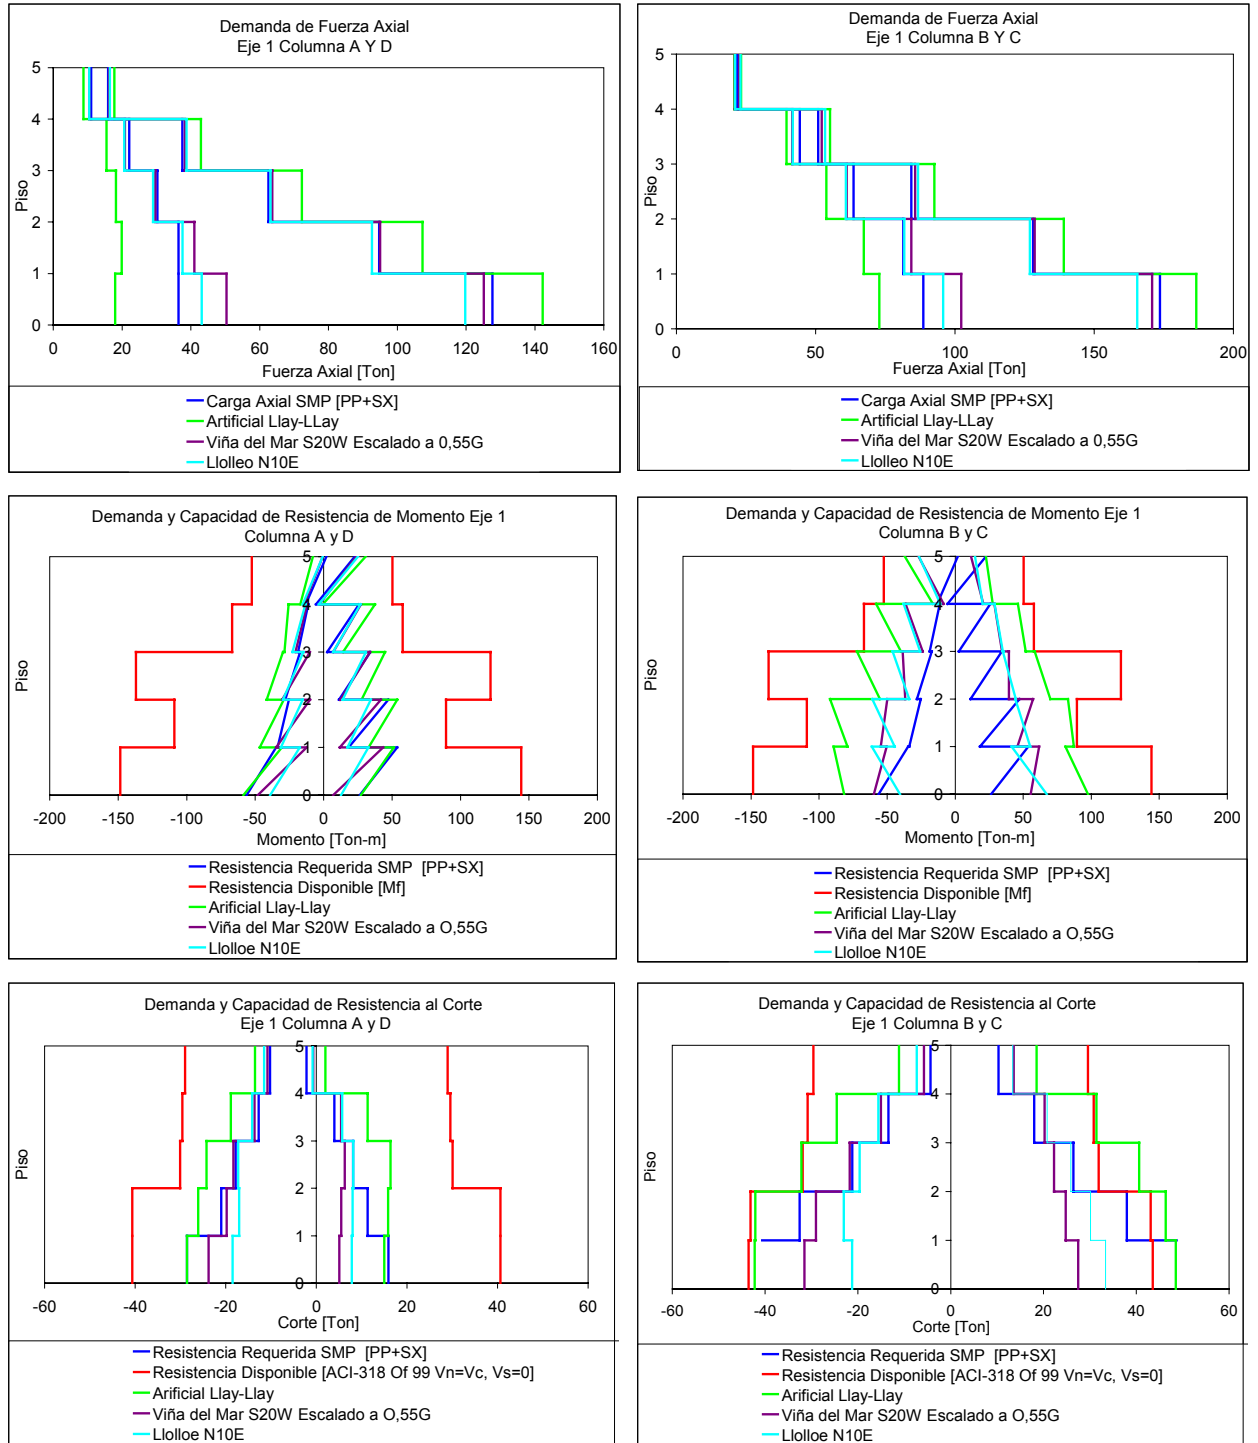 Demanda de Fuerza Axial
Eje 1 Columna A Y D
5
4
3
2
1
0
Piso
0 20 40 60 80 100 120 140 160
Fuerza Axial [Ton]
Carga Axial SMP [PP+SX]
Artificial Llay-LLay
Viña del Mar S20W Escalado a 0,55G
Llolleo N10E
Demanda de Fuerza Axial
Eje 1 Columna B Y C
5
4
3
2
1
0
Piso
0 50 100 150 200
Fuerza Axial [Ton]
Carga Axial SMP [PP+SX]
Artificial Llay-LLay
Viña del Mar S20W Escalado a 0,55G
Llolleo N10E
Demanda y Capacidad de Resistencia de Momento Eje 1
Columna A y D
5
4
3
2
1
0
Piso
-200 -150 -100 -50 0 50 100 150 200
Momento [Ton-m]
Resistencia Requerida SMP [PP+SX]
Resistencia Disponible [Mf]
Arificial Llay-Llay
Viña del Mar S20W Escalado a O,55G
Llolloe N10E
Demanda y Capacidad de Resistencia de Momento Eje 1
Columna B y C
5
4
3
2
1
0
Piso
-200 -150 -100 -50 0 50 100 150 200
Momento [Ton-m]
Resistencia Requerida SMP [PP+SX]
Resistencia Disponible [Mf]
Arificial Llay-Llay
Viña del Mar S20W Escalado a O,55G
Llolloe N10E
Demanda y Capacidad de Resistencia al Corte
Eje 1 Columna A y D
5
4
3
2
1
0
Piso
-60 -40 -20 0 20 40 60
Corte [Ton]
Resistencia Requerida SMP [PP+SX]
Resistencia Disponible [ACI-318 Of 99 Vn=Vc, Vs=0]
Arificial Llay-Llay
Viña del Mar S20W Escalado a O,55G
Llolloe N10E
Demanda y Capacidad de Resistencia al Corte
Eje 1 Columna B y C
5
4
3
2
1
0
Piso
-60 -40 -20 0 20 40 60
Corte [Ton]
Resistencia Requerida SMP [PP+SX]
Resistencia Disponible [ACI-318 Of 99 Vn=Vc, Vs=0]
Arificial Llay-Llay
Viña del Mar S20W Escalado a O,55G
Llolloe N10E